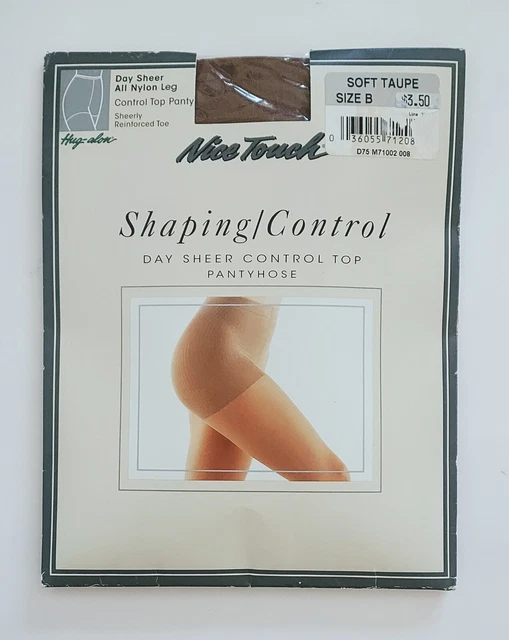 Day Sheer
All Nylon Leg
Control Top Panty
Sheerly
Reinforced Toe
Hug-alon
Nice Touch
SOFT TAUPE
SIZE B $3.50
0 36055 71208
D75 M71002 008
Shaping/Control
DAY SHEER CONTROL TOP
PANTYHOSE